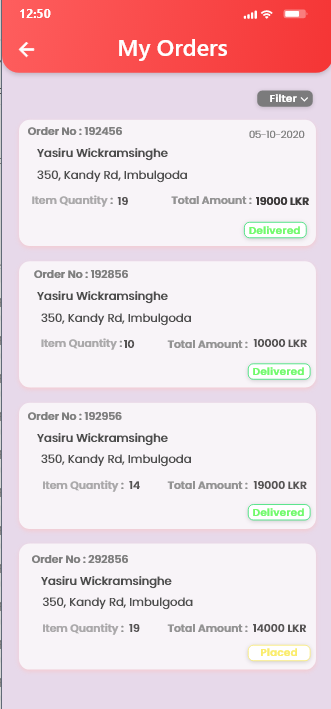 12:50
My Orders
Filter
Order No : 192456 05-10-2020
Yasiru Wickramsinghe
350, Kandy Rd, Imbulgoda
Item Quantity : 19 Total Amount : 19000 LKR
Delivered
Order No : 192856
Yasiru Wickramsinghe
350, Kandy Rd, Imbulgoda
Item Quantity : 10 Total Amount : 10000 LKR
Delivered
Order No : 192956
Yasiru Wickramsinghe
350, Kandy Rd, Imbulgoda
Item Quantity : 14 Total Amount : 19000 LKR
Delivered
Order No : 292856
Yasiru Wickramsinghe
350, Kandy Rd, Imbulgoda
Item Quantity : 19 Total Amount : 14000 LKR
Placed